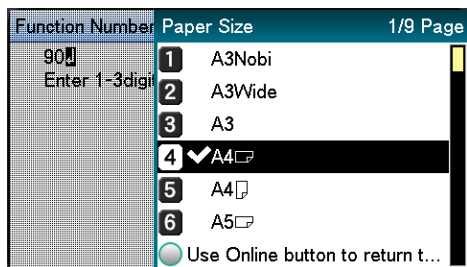 Function Number
90
Enter 1-3digi
Paper Size 1/9 Page
1 A3Nobi
2 A3Wide
3 A3
4 A4
5 A4
6 A5
Use Online button to return t...